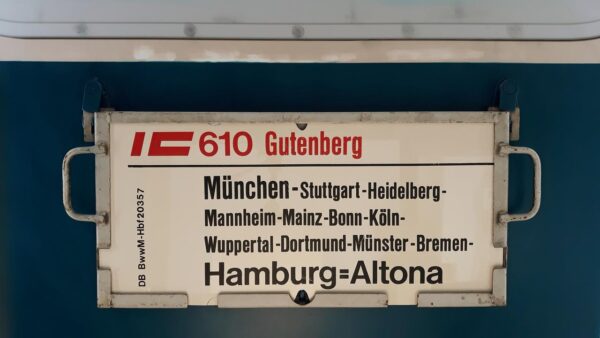 IC 610 Gutenberg
München-Stuttgart-Heidelberg-
Mannheim-Mainz-Bonn-Köln-
Wuppertal-Dortmund-Münster-Bremen-
Hamburg=Altona
DB BwwM-Hbf20357